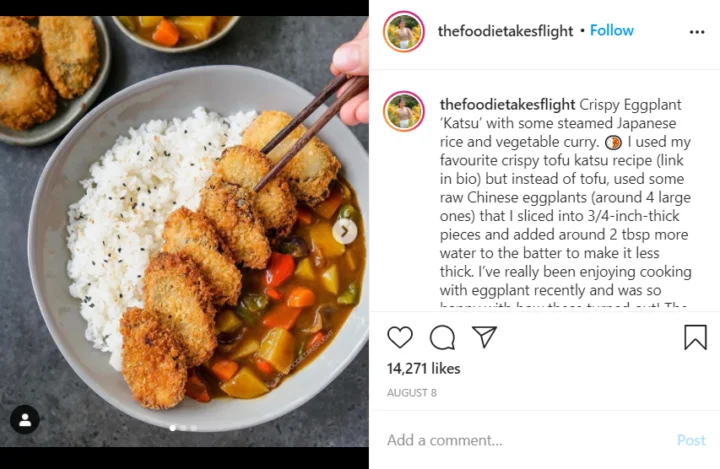 thefoodietakesflight • Follow
thefoodietakesflight Crispy Eggplant
'Katsu' with some steamed Japanese
rice and vegetable curry. 🍛 I used my
favourite crispy tofu katsu recipe (link
in bio) but instead of tofu, used some
raw Chinese eggplants (around 4 large
ones) that I sliced into 3/4-inch-thick
pieces and added around 2 tbsp more
water to the batter to make it less
thick. I've really been enjoying cooking
with eggplant recently and was so
14,271 likes
AUGUST 8
Add a comment...
Post